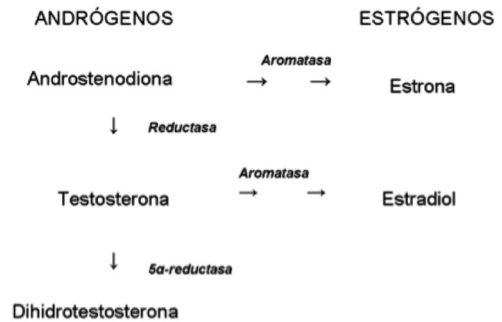 ANDRÓGENOS ESTRÓGENOS
Aromatasa
Androstenodiona → → Estrona
↓ Reductasa
Aromatasa
Testosterona → → Estradiol
↓ 5α-reductasa
Dihidrotestosterona